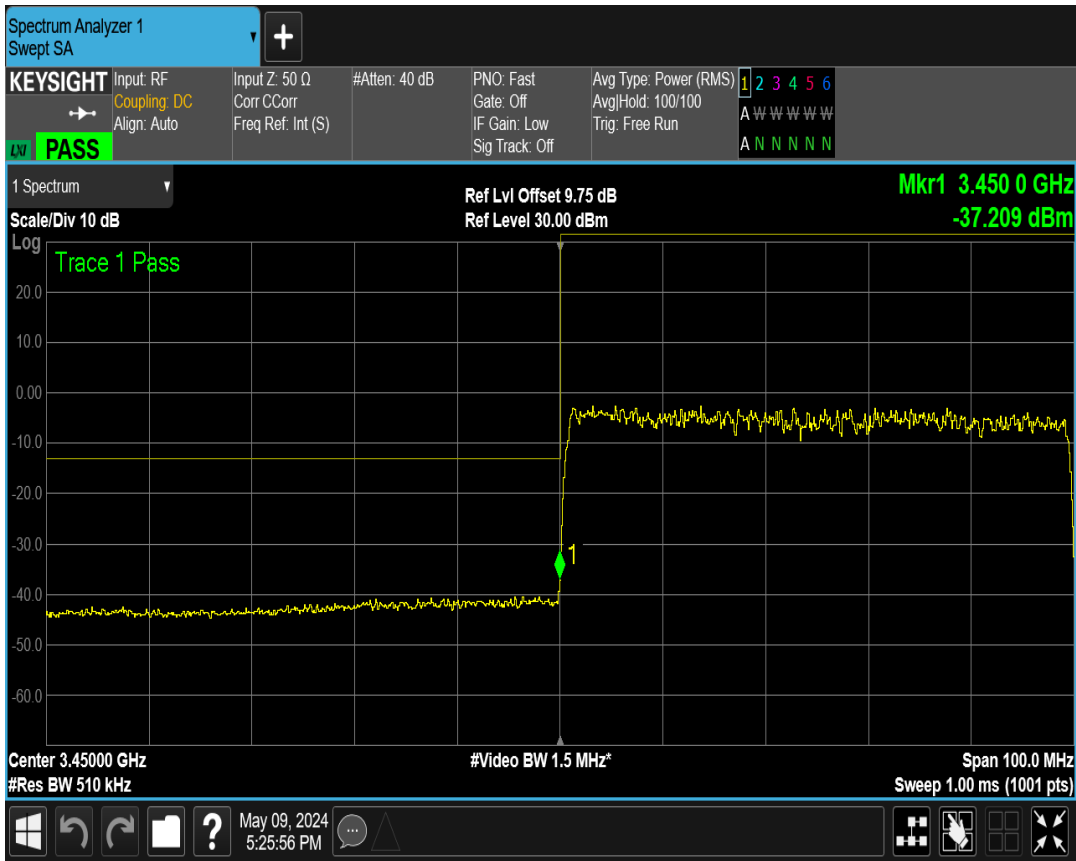 Spectrum Analyzer 1
Swept SA
+
KEYSIGHT
LXI PASS
Input: RF
Coupling: DC
Align: Auto
Input Z: 50 Ω
Corr CCorr
Freq Ref: Int (S)
#Atten: 40 dB
PNO: Fast
Gate: Off
IF Gain: Low
Sig Track: Off
Avg Type: Power (RMS)
Avg|Hold: 100/100
Trig: Free Run
1 2 3 4 5 6
A W W W W W
A N N N N N
1 Spectrum
Scale/Div 10 dB
Ref Lvl Offset 9.75 dB
Ref Level 30.00 dBm
Mkr1 3.450 0 GHz
-37.209 dBm
Log
Trace 1 Pass
20.0
10.0
0.00
-10.0
-20.0
-30.0
1
-40.0
-50.0
-60.0
Center 3.45000 GHz
#Video BW 1.5 MHz*
Span 100.0 MHz
#Res BW 510 kHz
Sweep 1.00 ms (1001 pts)
?
May 09, 2024
5:25:56 PM